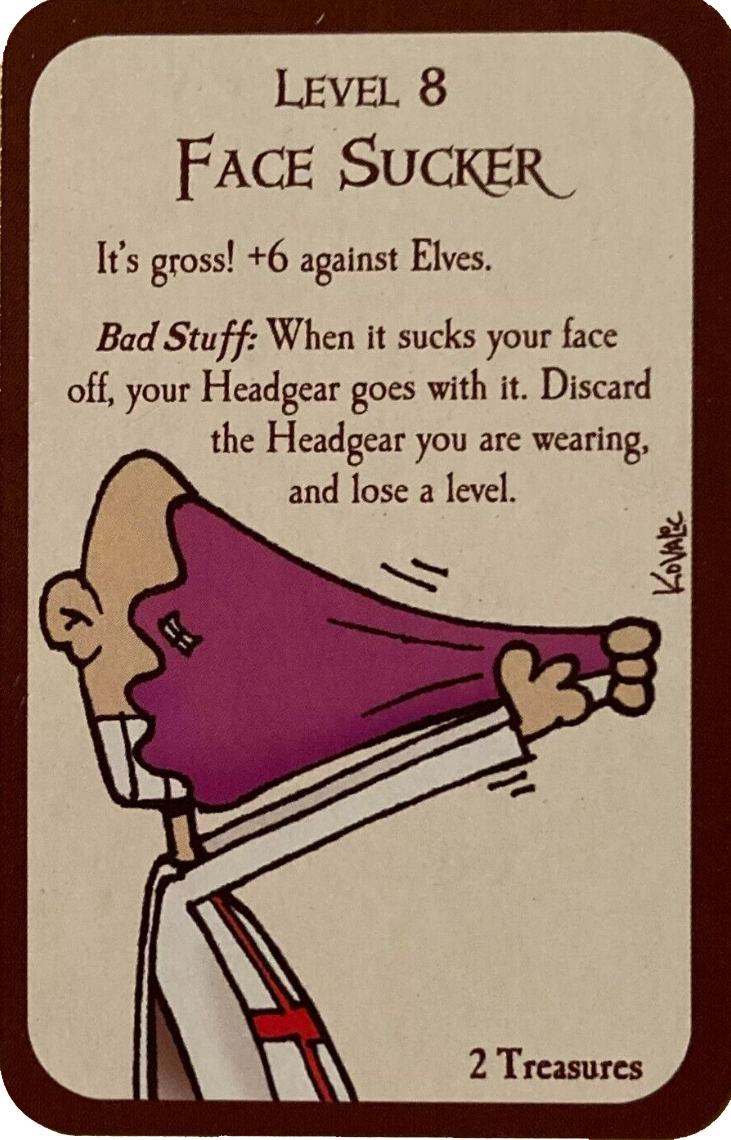 Level 8
Face Sucker
It's gross! +6 against Elves.
Bad Stuff: When it sucks your face
off, your Headgear goes with it. Discard
the Headgear you are wearing,
and lose a level.
Kovalic
2 Treasures